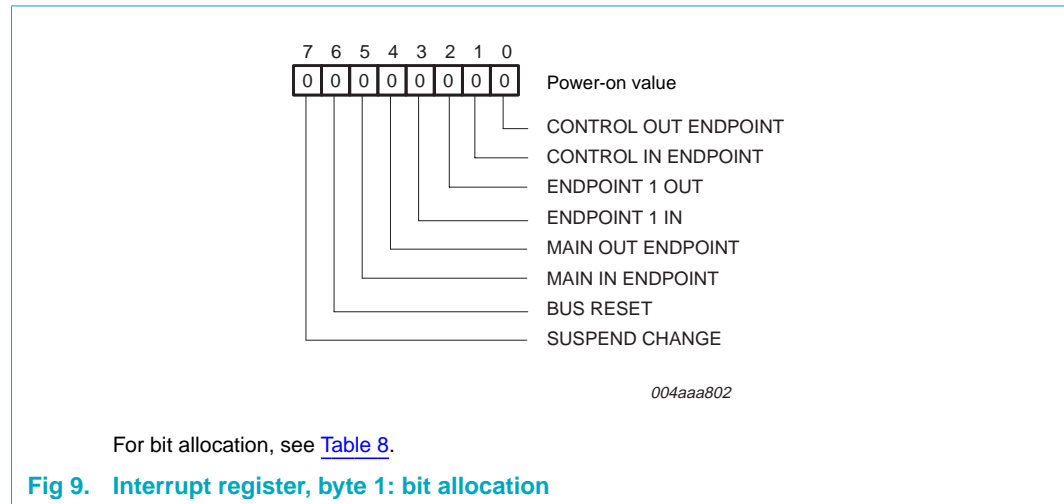 7 6 5 4 3 2 1 0
0 0 0 0 0 0 0 0 Power-on value
CONTROL OUT ENDPOINT
CONTROL IN ENDPOINT
ENDPOINT 1 OUT
ENDPOINT 1 IN
MAIN OUT ENDPOINT
MAIN IN ENDPOINT
BUS RESET
SUSPEND CHANGE
004aaa802
For bit allocation, see Table 8.
Fig 9. Interrupt register, byte 1: bit allocation